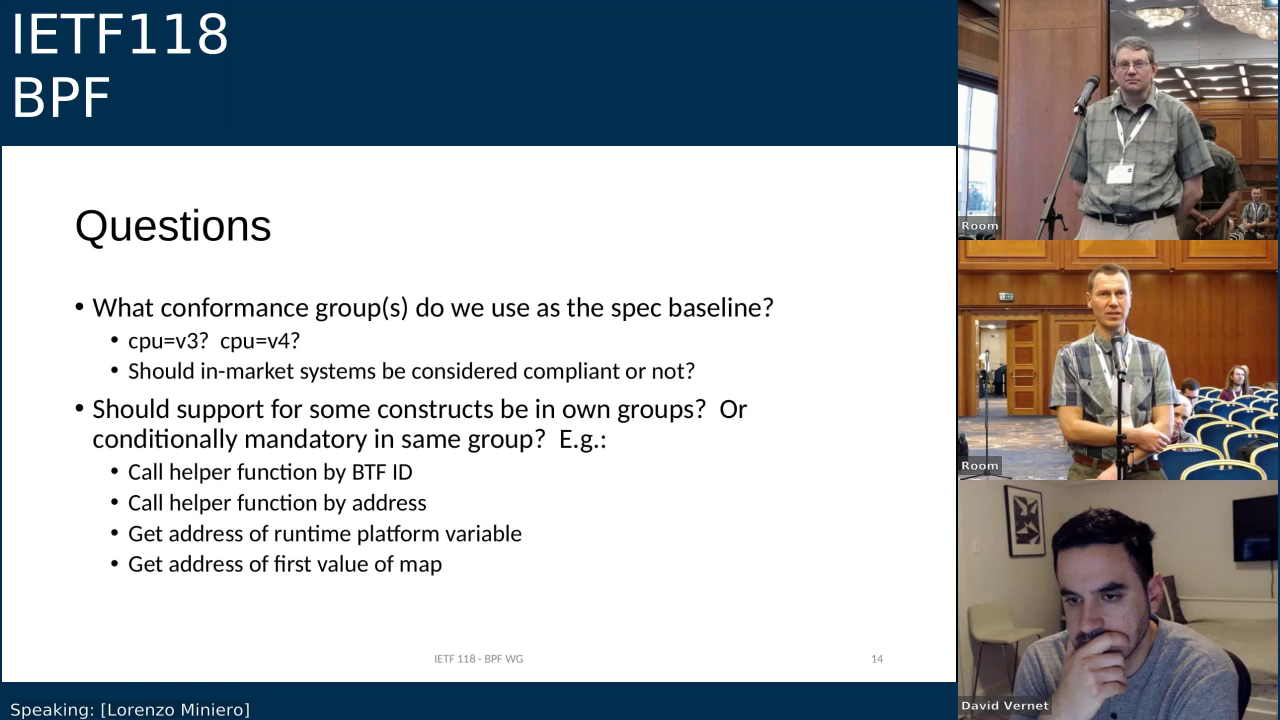 IETF118
BPF
Questions
• What conformance group(s) do we use as the spec baseline?
• cpu=v3?  cpu=v4?
• Should in-market systems be considered compliant or not?
• Should support for some constructs be in own groups?  Or
conditionally mandatory in same group?  E.g.:
• Call helper function by BTF ID
• Call helper function by address
• Get address of runtime platform variable
• Get address of first value of map
IETF 118 - BPF WG
14
Speaking: [Lorenzo Miniero]
Room
Room
David Vernet